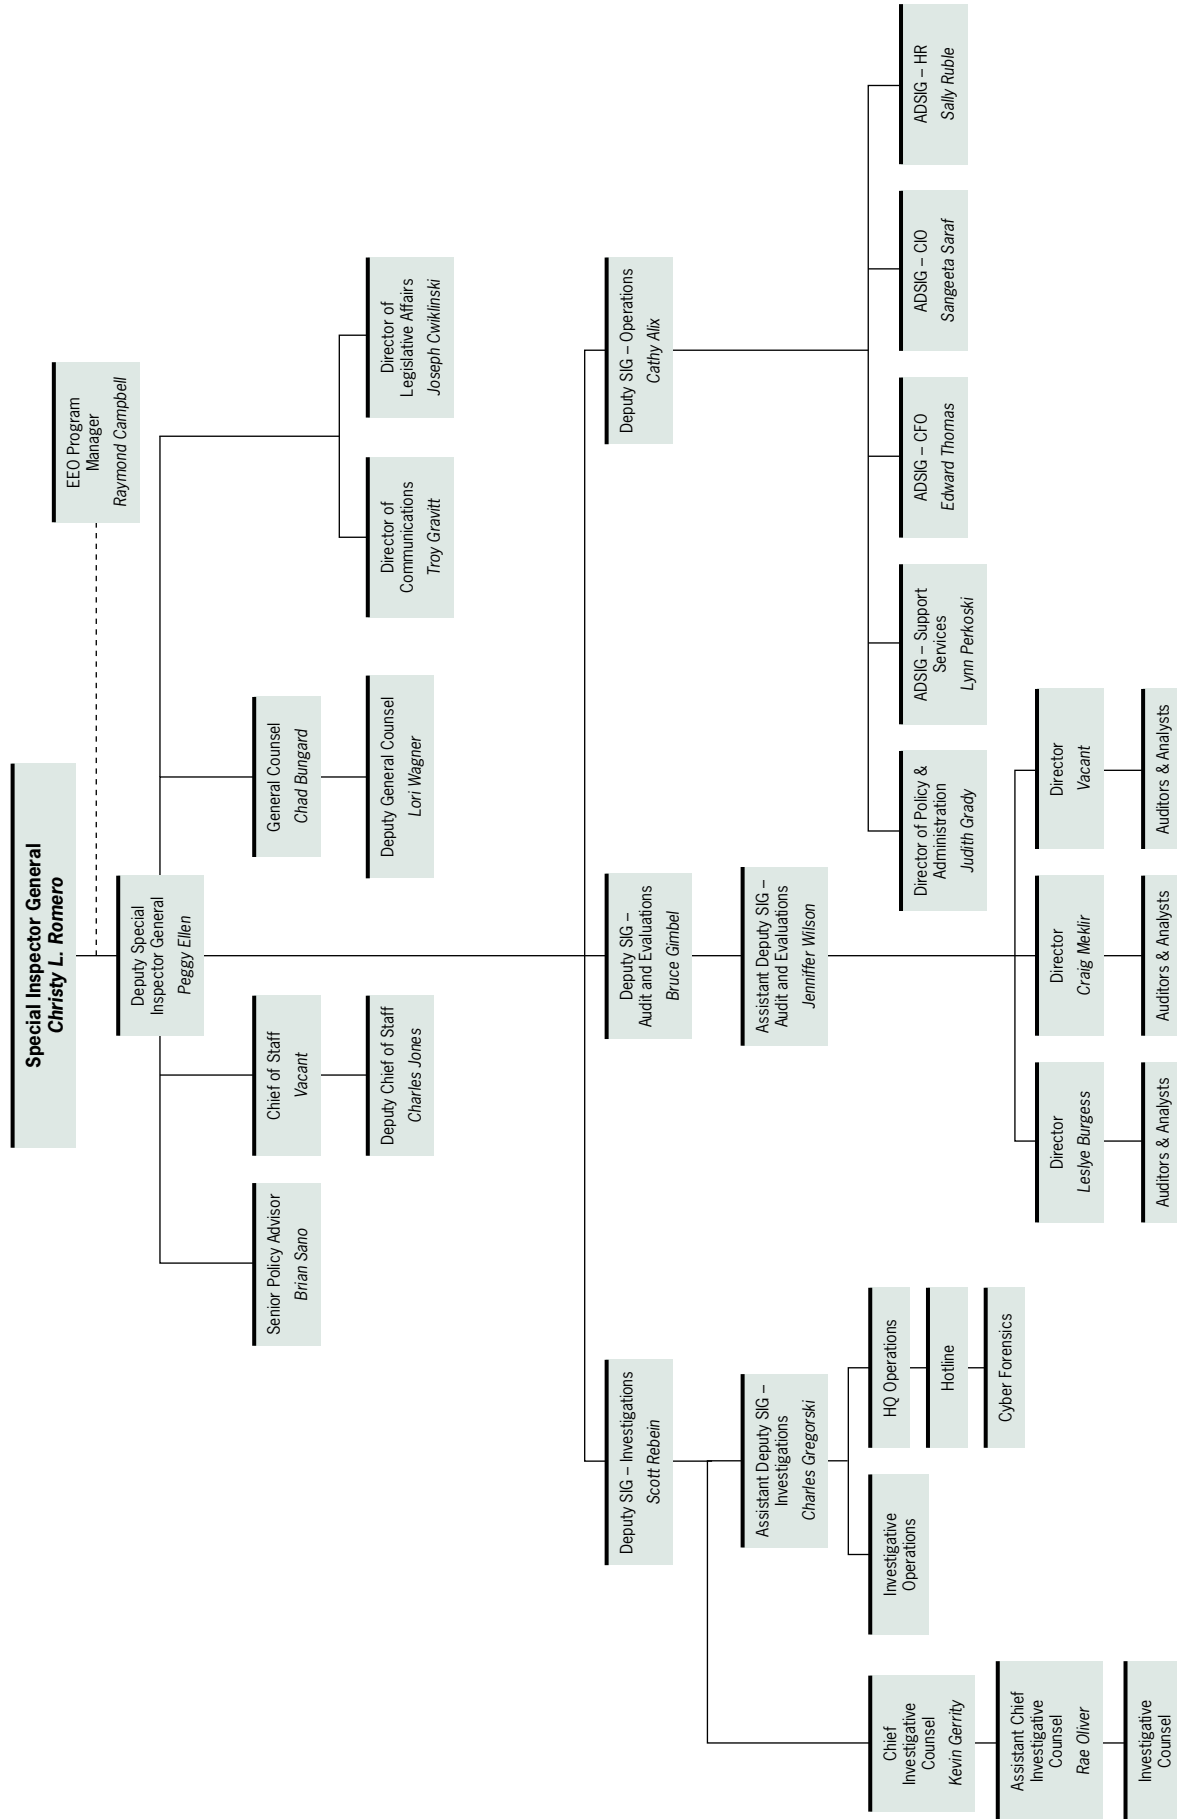 Special Inspector General
Christy L. Romero
EEO Program
Manager
Raymond Campbell
Deputy Special
Inspector General
Peggy Ellen
Senior Policy Advisor
Brian Sano
Chief of Staff
Vacant
General Counsel
Chad Bungard
Deputy Chief of Staff
Charles Jones
Deputy General Counsel
Lori Wagner
Director of
Communications
Troy Gravitt
Director of
Legislative Affairs
Joseph Cwiklinski
Deputy SIG – Investigations
Scott Rebein
Deputy SIG –
Audit and Evaluations
Bruce Gimbel
Deputy SIG – Operations
Cathy Alix
Assistant Deputy SIG –
Investigations
Charles Gregorski
Assistant Deputy SIG –
Audit and Evaluations
Jenniffer Wilson
Chief
Investigative
Counsel
Kevin Gerrity
Investigative
Operations
HQ Operations
Hotline
Cyber Forensics
Director of Policy &
Administration
Judith Grady
ADSIG – Support
Services
Lynn Perkoski
ADSIG – CFO
Edward Thomas
ADSIG – CIO
Sangeeta Saraf
ADSIG – HR
Sally Ruble
Assistant Chief
Investigative
Counsel
Rae Oliver
Director
Leslye Burgess
Director
Craig Meklir
Director
Vacant
Investigative
Counsel
Auditors & Analysts
Auditors & Analysts
Auditors & Analysts